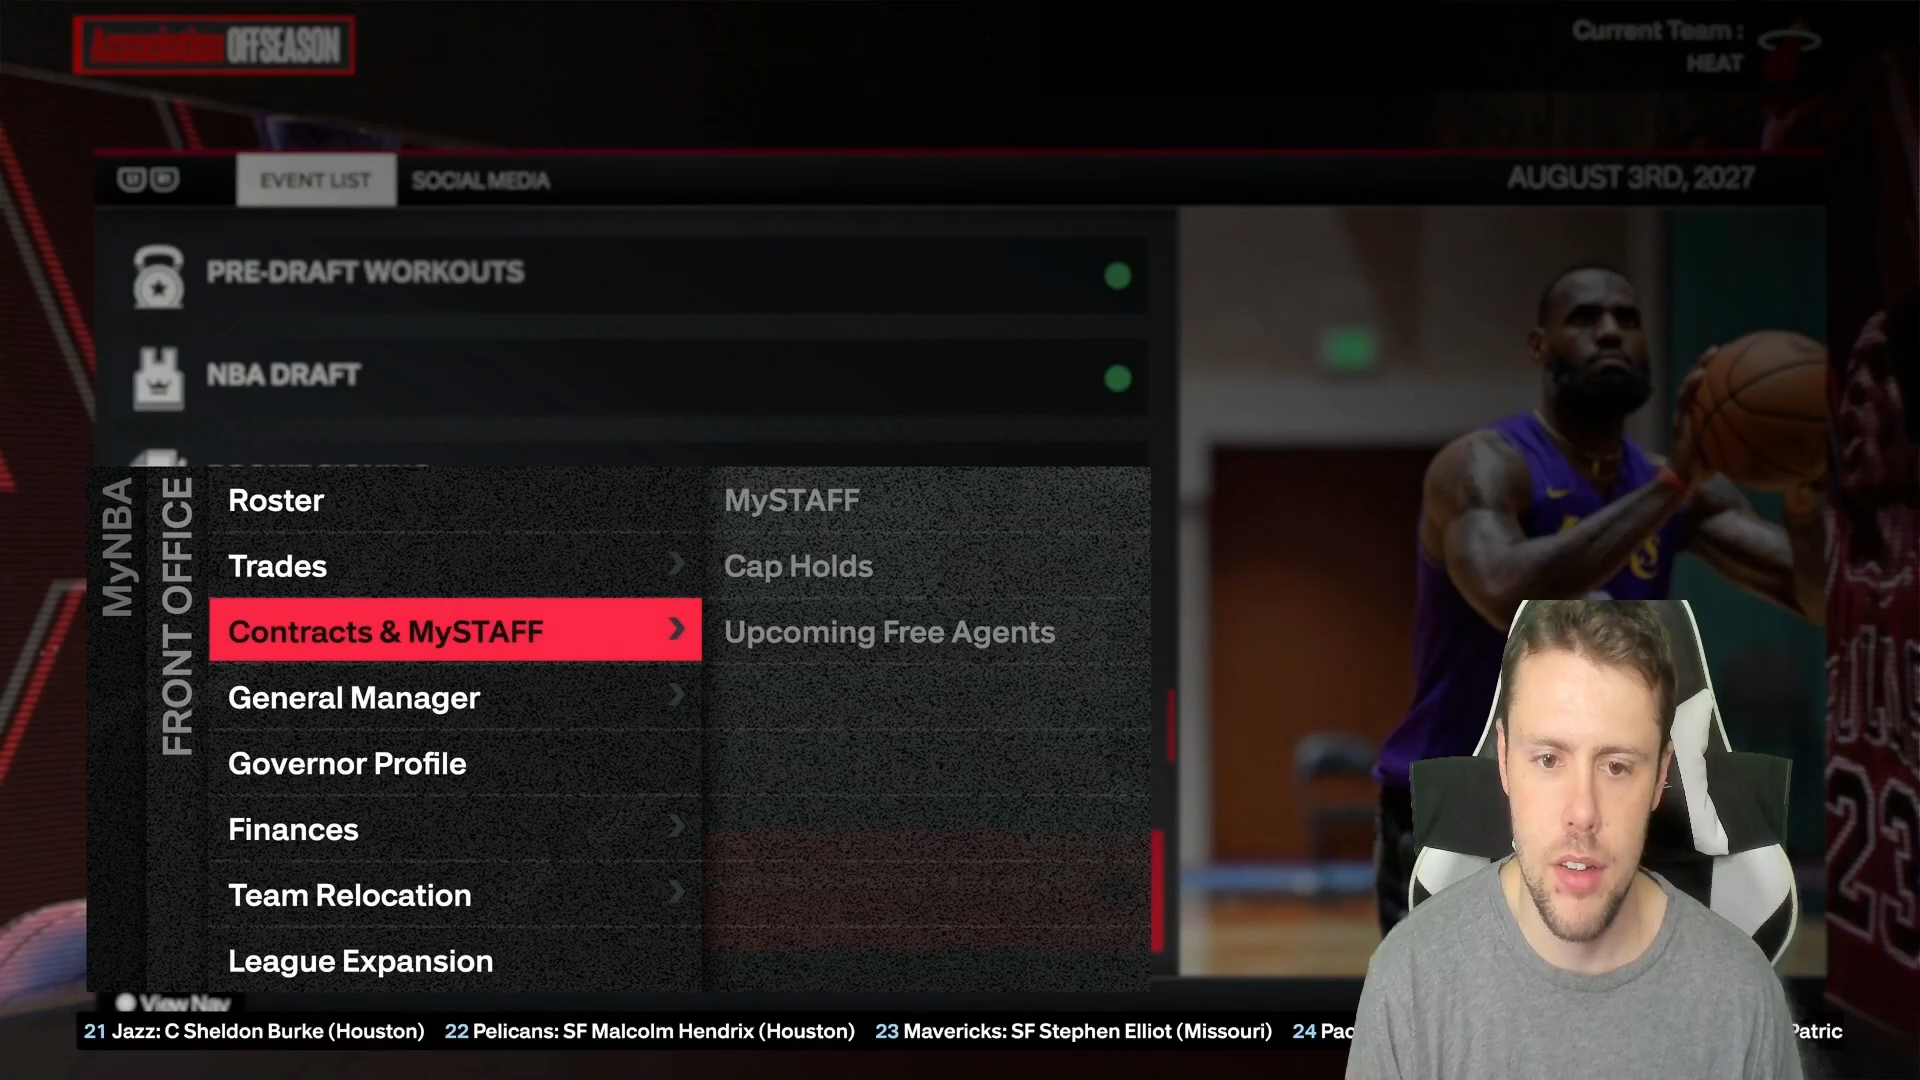 Association OFFSEASON
Current Team :
HEAT
EVENT LIST
SOCIAL MEDIA
AUGUST 3RD, 2027
PRE-DRAFT WORKOUTS
NBA DRAFT
MyNBA
FRONT OFFICE
Roster
MySTAFF
Trades
Cap Holds
Contracts & MySTAFF
Upcoming Free Agents
General Manager
Governor Profile
Finances
Team Relocation
League Expansion
23
View Nav
21 Jazz: C Sheldon Burke (Houston) 22 Pelicans: SF Malcolm Hendrix (Houston) 23 Mavericks: SF Stephen Elliot (Missouri) 24 Pac Patric